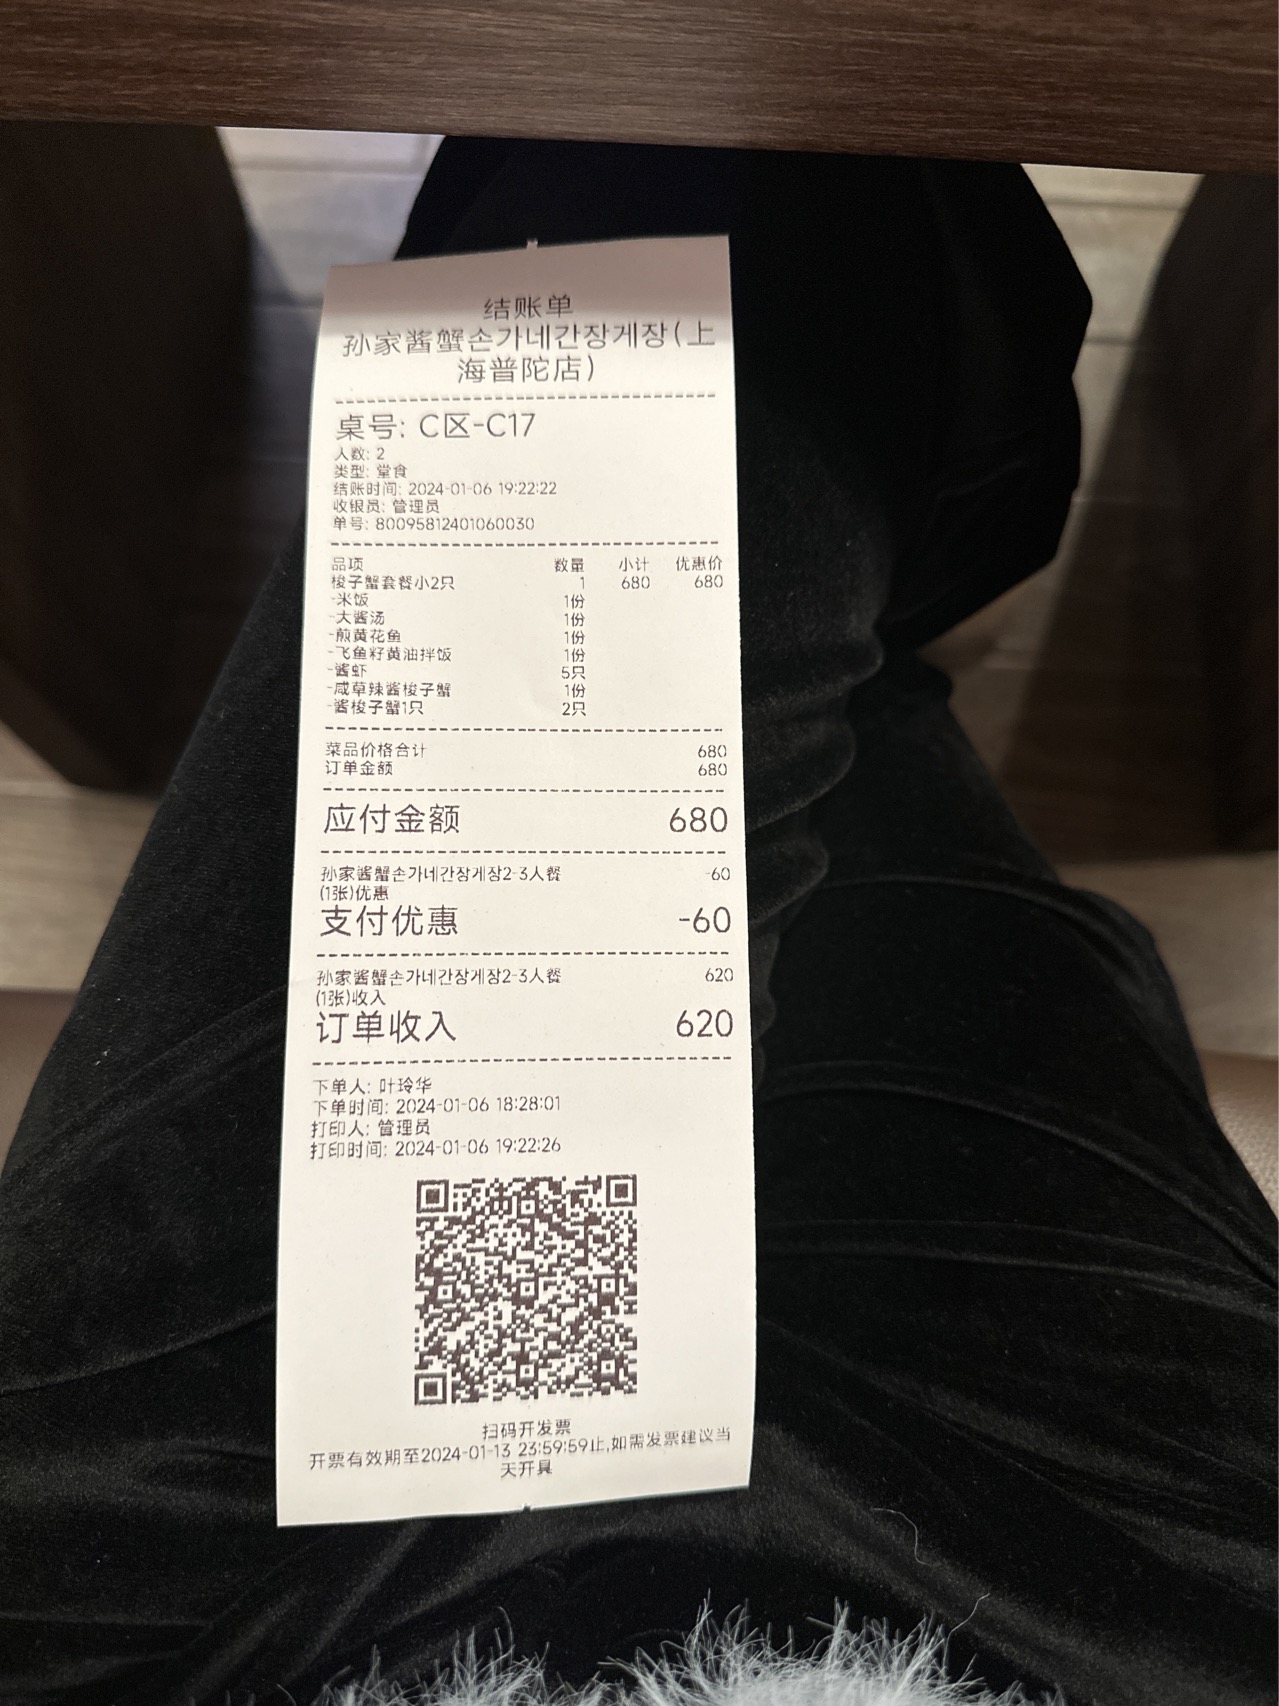 结账单
孙家酱蟹손가네간장게장(上
海普陀店)
桌号: C区-C17
人数: 2
类型: 堂食
结账时间: 2024-01-06 19:22:22
收银员: 管理员
单号: 80095812401060030
品项 数量 小计 优惠价
梭子蟹套餐小2只 1 680 680
-米饭 1份
-大酱汤 1份
-煎黄花鱼 1份
-飞鱼籽黄油拌饭 1份
-酱虾 5只
-咸草辣酱梭子蟹 1份
-酱梭子蟹1只 2只
菜品价格合计 680
订单金额 680
应付金额 680
孙家酱蟹손가네간장게장2-3人餐 -60
(1张)优惠
支付优惠 -60
孙家酱蟹손가네간장게장2-3人餐 620
(1张)收入
订单收入 620
下单人: 叶玲华
下单时间: 2024-01-06 18:28:01
打印人: 管理员
打印时间: 2024-01-06 19:22:26
扫码开发票
开票有效期至2024-01-13 23:59:59止,如需发票建议当
天开具